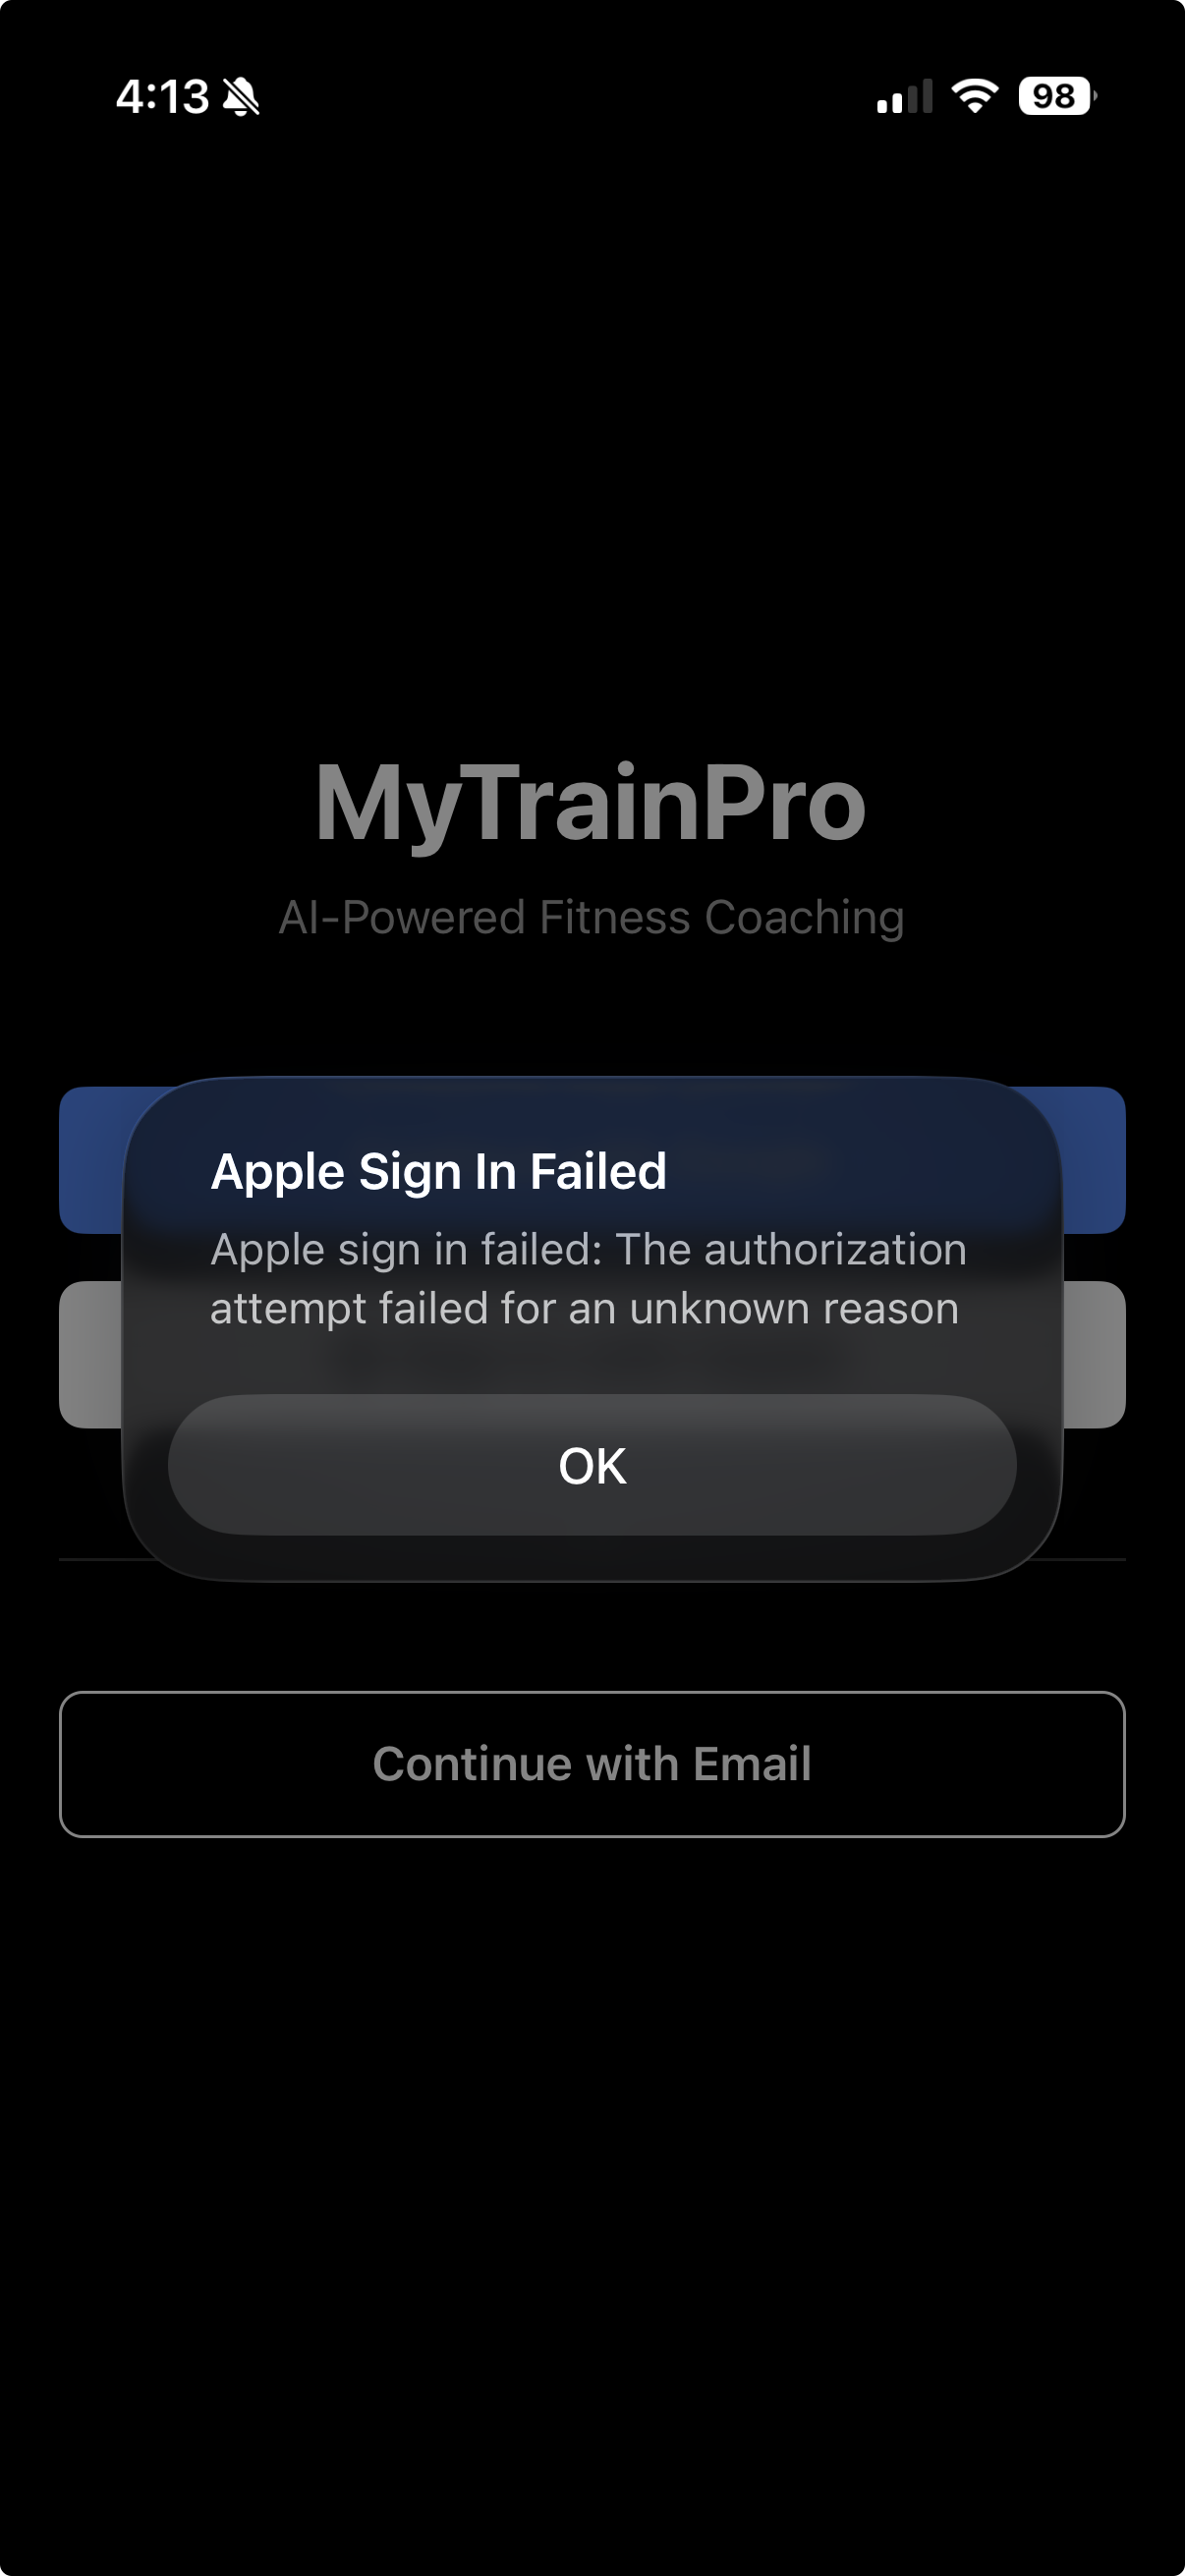 4:13
98
MyTrainPro
AI-Powered Fitness Coaching
Apple Sign In Failed
Apple sign in failed: The authorization
attempt failed for an unknown reason
OK
Continue with Email